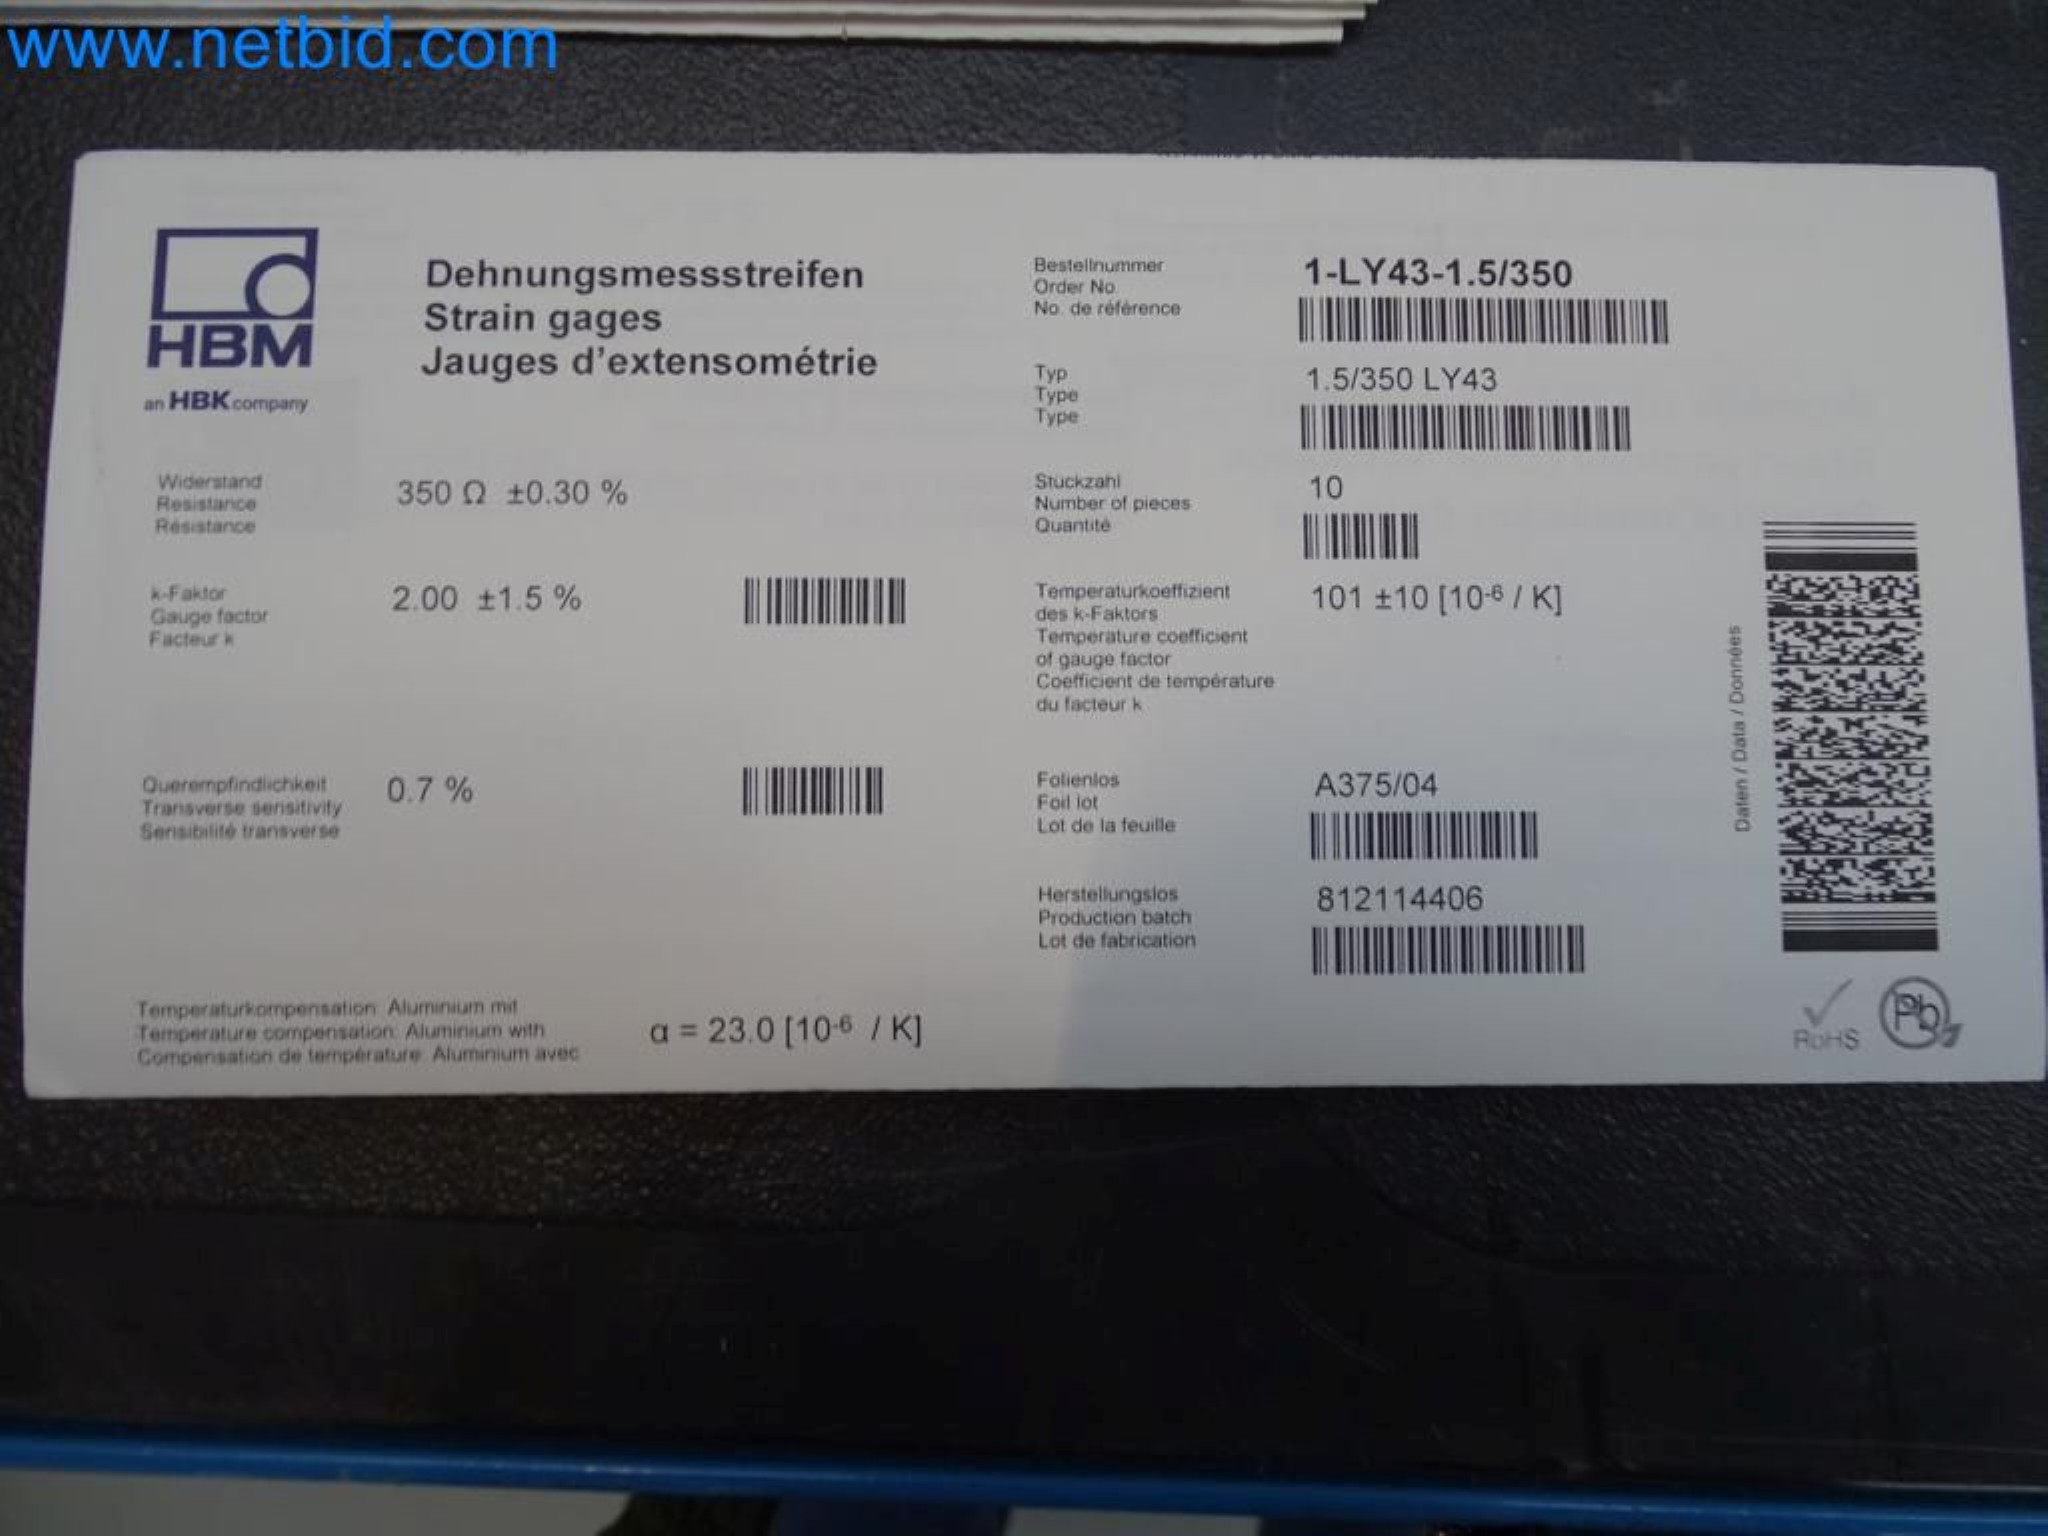 www.netbid.com
HBM
an HBK company
Dehnungsmessstreifen
Strain gages
Jauges d'extensométrie
Widerstand
Resistance
Résistance
350 Ω ±0.30 %
k-Faktor
Gauge factor
Facteur k
2.00 ±1.5 %
Querempfindlichkeit
Transverse sensitivity
Sensibilité transverse
0.7 %
Temperaturkompensation: Aluminium mit
Temperature compensation: Aluminium with
Compensation de température: Aluminium avec
α = 23.0 [10⁻⁶ / K]
Bestellnummer
Order No.
No. de référence
1-LY43-1.5/350
Typ
Type
Type
1.5/350 LY43
Stückzahl
Number of pieces
Quantité
10
Temperaturkoeffizient
des k-Faktors
Temperature coefficient
of gauge factor
Coefficient de température
du facteur k
101 ±10 [10⁻⁶ / K]
Folienlos
Foil lot
Lot de la feuille
A375/04
Herstellungslos
Production batch
Lot de fabrication
812114406
Daten / Data / Données
RoHS
Pb